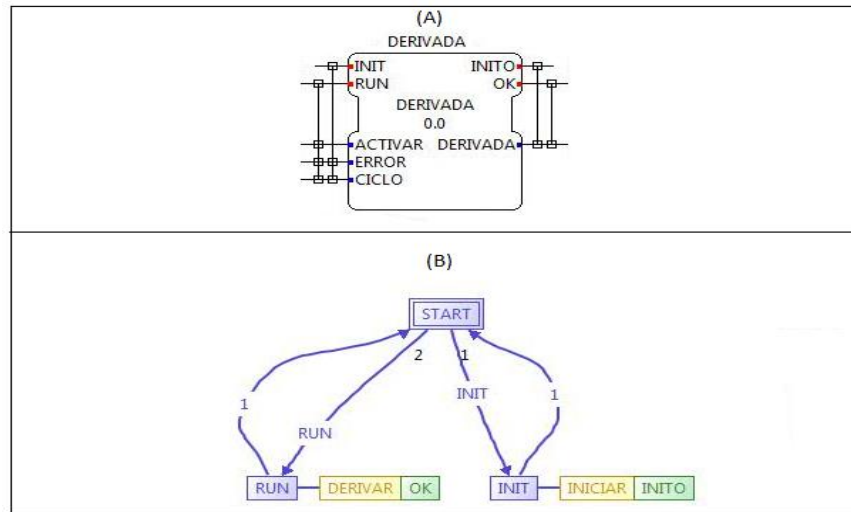 (A)
DERIVADA
INIT INITO
RUN OK
DERIVADA
0.0
ACTIVAR DERIVADA
ERROR
CICLO
(B)
START
2 1
INIT
1 1
RUN
RUN DERIVAR OK INIT INICIAR INITO